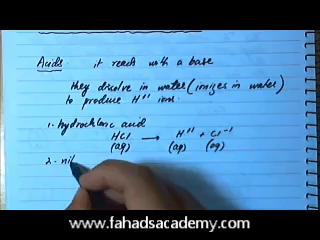 Acids: it reacts with a base
they dissolve in water (ionizes in water)
to produce H⁺¹ ions.
1- hydrochloric acid
HCl → H⁺¹ + Cl⁻¹
(aq) (aq) (aq)
2- nit
www.fahadsacademy.com